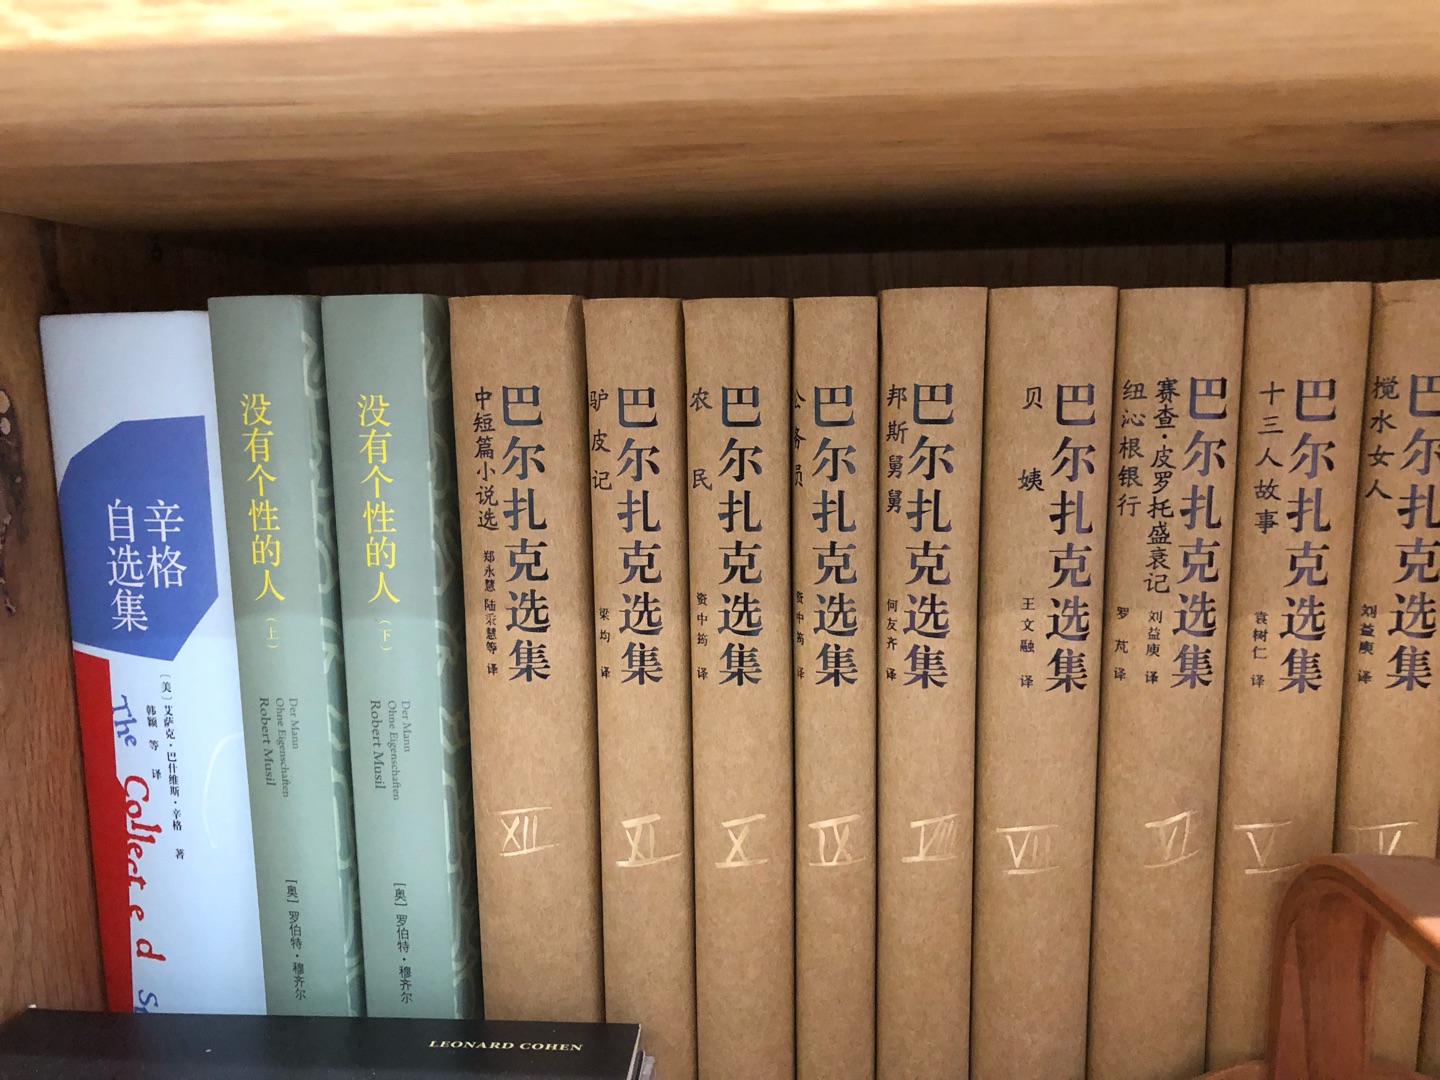 辛格
自选集
[美]艾萨克·巴什维斯·辛格 著
韩颖 等 译
The Collected
没有个性的人
(上)
Der Mann
Ohne Eigenschaften
Robert Musil
[奥] 罗伯特·穆齐尔
没有个性的人
(下)
Der Mann
Ohne Eigenschaften
Robert Musil
[奥] 罗伯特·穆齐尔
巴尔扎克选集
中短篇小说选
郑永慧 陆秉慧等 译
XII
巴尔扎克选集
驴皮记
梁均 译
XI
巴尔扎克选集
农民
资中筠 译
X
巴尔扎克选集
公务员
资中筠 译
IX
巴尔扎克选集
邦斯舅舅
何友齐 译
VIII
巴尔扎克选集
贝姨
王文融 译
VII
巴尔扎克选集
赛查·皮罗托盛衰记
纽沁根银行
刘益庾 译
罗芃 译
VI
巴尔扎克选集
十三人故事
袁树仁 译
V
巴尔扎克选集
搅水女人
刘益庾 译
IV
LEONARD COHEN